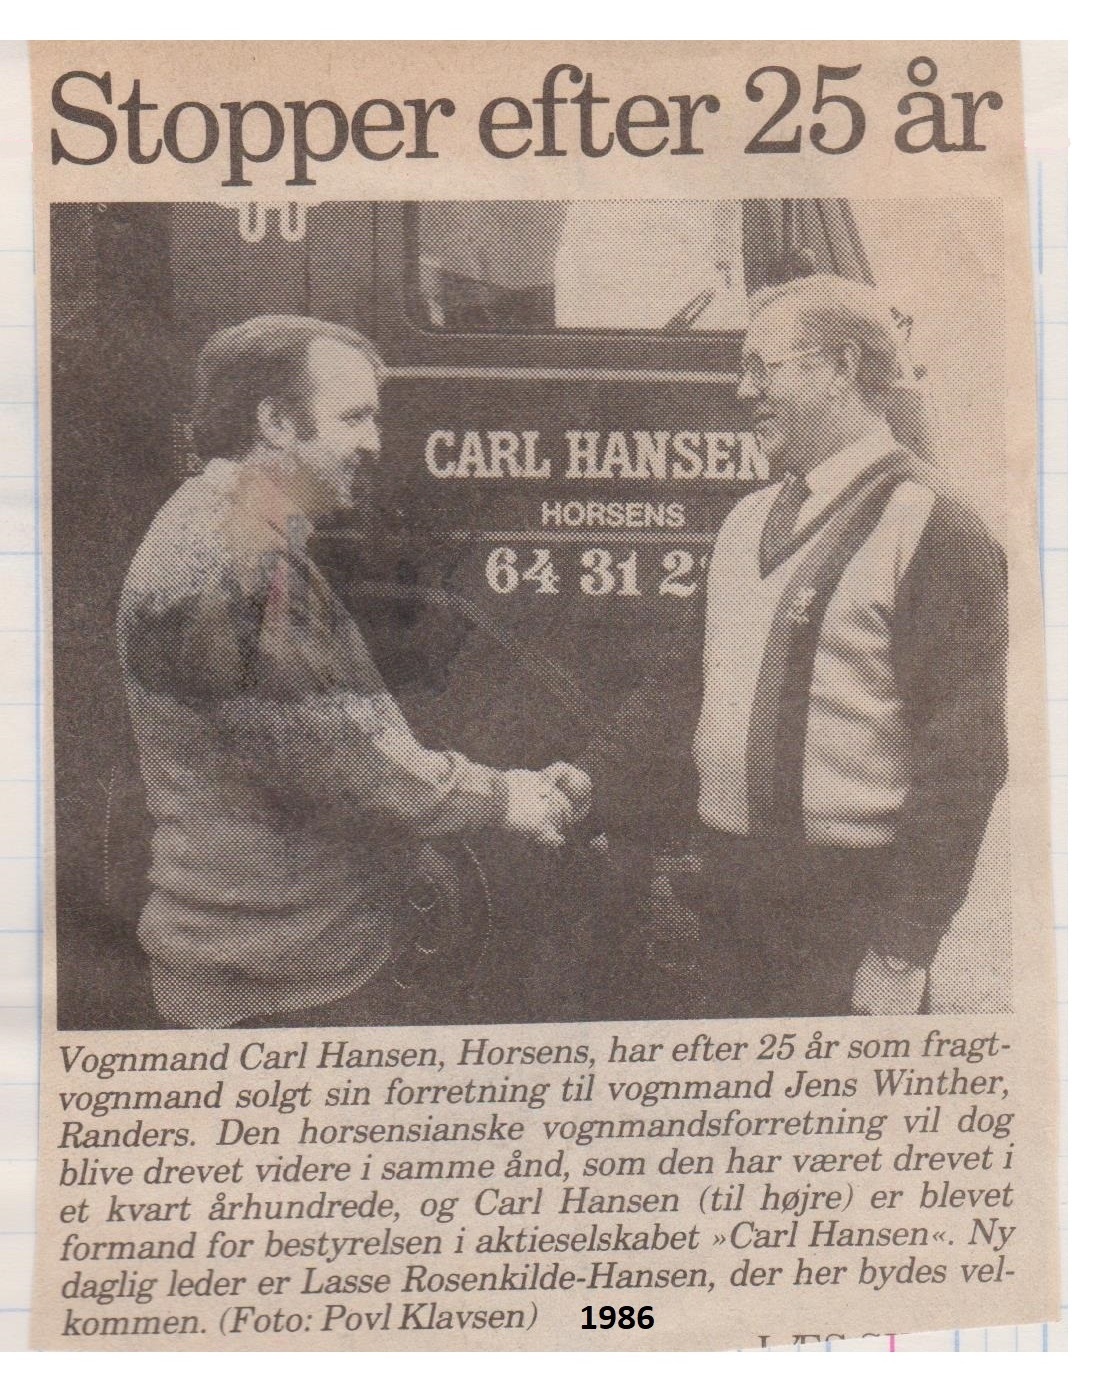 Stopper efter 25 år
CARL HANSEN
HORSENS
64 31 2
Vognmand Carl Hansen, Horsens, har efter 25 år som fragt-
vognmand solgt sin forretning til vognmand Jens Winther,
Randers. Den horsensianske vognmandsforretning vil dog
blive drevet videre i samme ånd, som den har været drevet i
et kvart århundrede, og Carl Hansen (til højre) er blevet
formand for bestyrelsen i aktieselskabet »Carl Hansen«. Ny
daglig leder er Lasse Rosenkilde-Hansen, der her bydes vel-
kommen. (Foto: Povl Klavsen) 1986